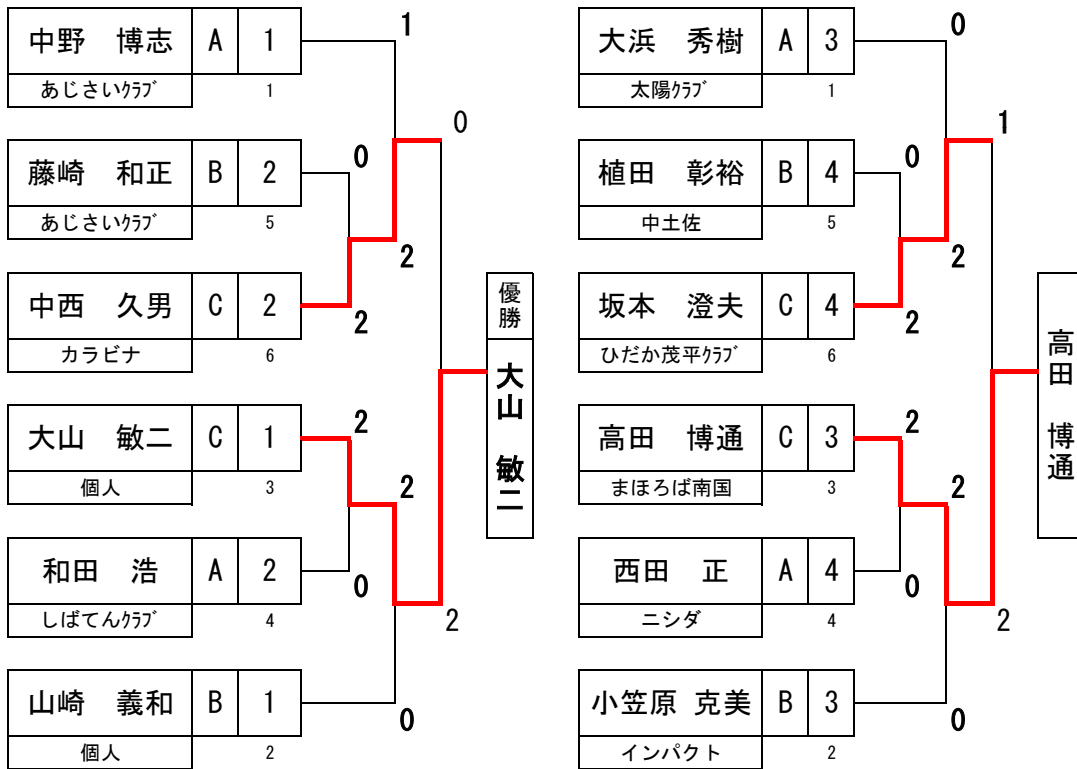 中野　博志 A 1
あじさいｸﾗﾌﾞ 1
1
藤崎　和正 B 2
あじさいｸﾗﾌﾞ 5
0
0
中西　久男 C 2
カラビナ 6
2
2
大山　敏二 C 1
個人 3
2
2
和田　浩 A 2
しばてんｸﾗﾌﾞ 4
0
2
山崎　義和 B 1
個人 2
0
優勝
大山　敏二
大浜　秀樹 A 3
太陽ｸﾗﾌﾞ 1
0
植田　彰裕 B 4
中土佐 5
0
1
坂本　澄夫 C 4
ひだか茂平ｸﾗﾌﾞ 6
2
2
高田　博通 C 3
まほろば南国 3
2
2
西田　正 A 4
ニシダ 4
0
2
小笠原 克美 B 3
インパクト 2
0
高田　博通